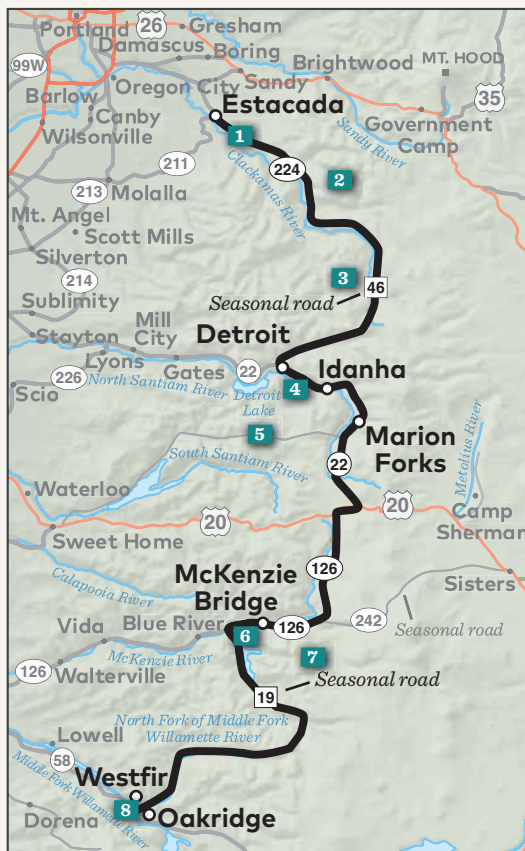 Portland
26
Gresham
Damascus
Boring
99W
Oregon City
Sandy
Brightwood
MT. HOOD
Barlow
Canby
Estacada
35
Wilsonville
1
Sandy River
Government
Camp
211
Clackamas River
224
2
213
Molalla
Mt. Angel
Scott Mills
Silverton
3
214
Seasonal road
46
Sublimity
Detroit
Stayton
Mill
City
Lyons
Gates
22
Idanha
226
North Santiam River
Detroit
Lake
4
Scio
5
Marion
Forks
South Santiam River
22
Metolius River
Waterloo
20
20
Camp
Sherman
Sweet Home
McKenzie
Bridge
126
Calapooia River
Sisters
Vida
Blue River
126
242
Seasonal road
6
McKenzie River
7
126
Walterville
19
Seasonal road
North Fork of Middle Fork
Willamette River
Lowell
58
Westfir
Middle Fork Willamette River
8
Oakridge
Dorena